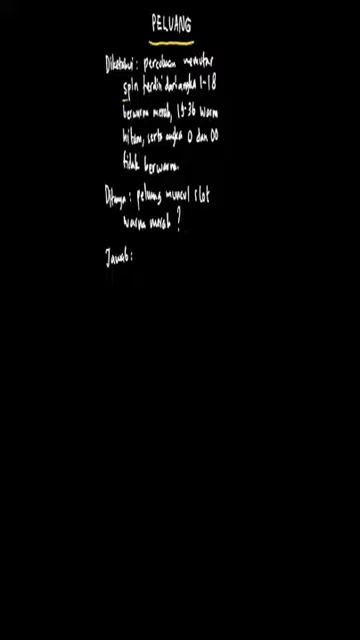 PELUANG
Diketahui : percobaan memutar
spin terdiri dari angka 1-18
berwarna merah, 19-36 warna
hitam, serta angka 0 dan 00
tidak berwarna.
Ditanya : peluang muncul slot
warna merah ?
Jawab :